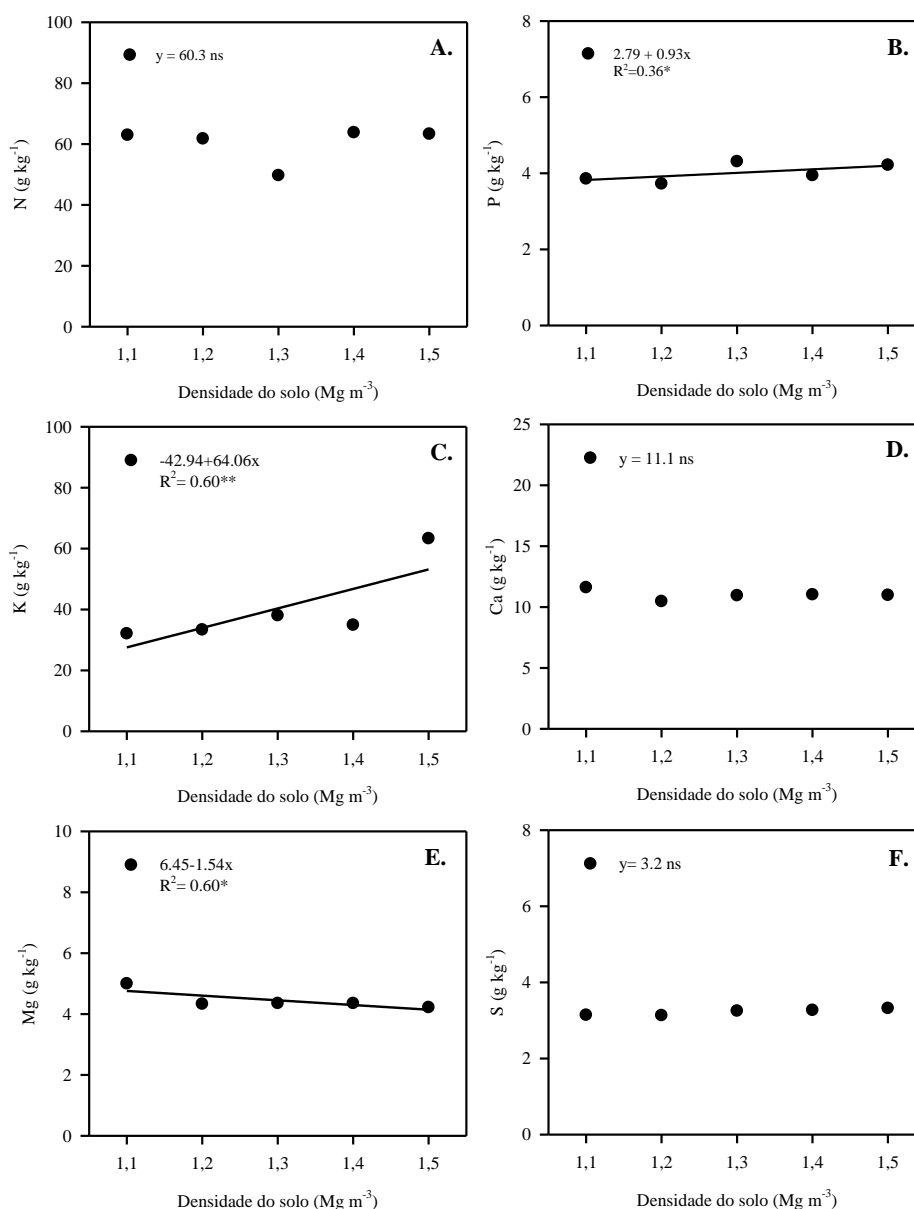 A.
y = 60.3 ns
N (g kg⁻¹)
100
80
60
40
20
0
1,1 1,2 1,3 1,4 1,5
Densidade do solo (Mg m⁻³)
B.
2.79 + 0.93x
R²=0.36*
P (g kg⁻¹)
8
6
4
2
0
1,1 1,2 1,3 1,4 1,5
Densidade do solo (Mg m⁻³)
C.
-42.94+64.06x
R²= 0.60**
K (g kg⁻¹)
100
80
60
40
20
0
1,1 1,2 1,3 1,4 1,5
Densidade do solo (Mg m⁻³)
D.
y = 11.1 ns
Ca (g kg⁻¹)
25
20
15
10
5
0
1,1 1,2 1,3 1,4 1,5
Densidade do solo (Mg m⁻³)
E.
6.45-1.54x
R²= 0.60*
Mg (g kg⁻¹)
10
8
6
4
2
0
1,1 1,2 1,3 1,4 1,5
Densidade do solo (Mg m⁻³)
F.
y= 3.2 ns
S (g kg⁻¹)
8
6
4
2
0
1,1 1,2 1,3 1,4 1,5
Densidade do solo (Mg m⁻³)